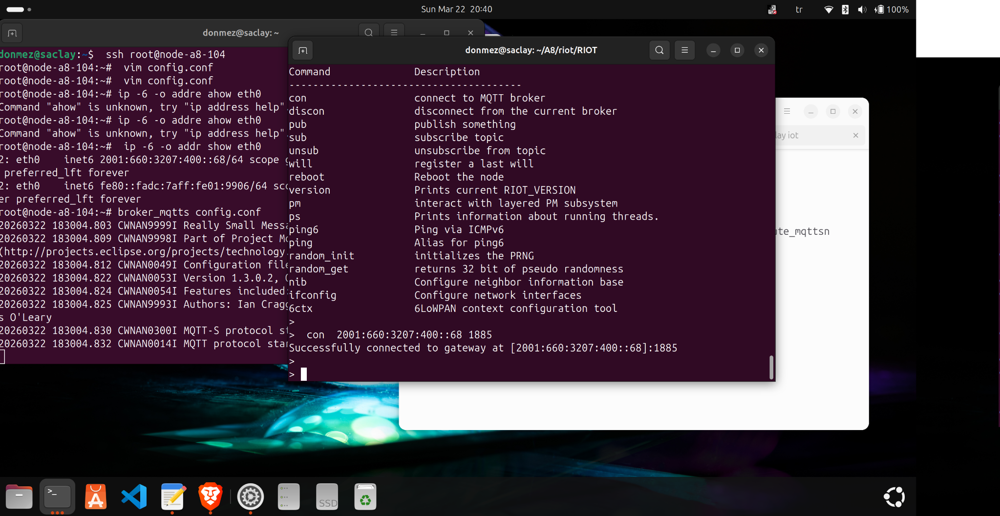 Sun Mar 22  20:40
tr
100%
donmez@saclay: ~
donmez@saclay:~$  ssh root@node-a8-104
root@node-a8-104:~#  vim config.conf
root@node-a8-104:~#  vim config.conf
root@node-a8-104:~# ip -6 -o addre ahow eth0
Command "ahow" is unknown, try "ip address help"
root@node-a8-104:~# ip -6 -o addre ahow eth0
Command "ahow" is unknown, try "ip address help"
root@node-a8-104:~#  ip -6 -o addr show eth0
2: eth0    inet6 2001:660:3207:400::68/64 scope
 preferred_lft forever
2: eth0    inet6 fe80::fadc:7aff:fe01:9906/64
er preferred_lft forever
root@node-a8-104:~# broker_mqtts config.conf
20260322 183004.803 CWNAN9999I Really Small Messa
20260322 183004.809 CWNAN9998I Part of Project Mo
(http://projects.eclipse.org/projects/technology
20260322 183004.812 CWNAN0049I Configuration file
20260322 183004.822 CWNAN0053I Version 1.3.0.2,
20260322 183004.824 CWNAN0054I Features included:
20260322 183004.825 CWNAN9993I Authors: Ian Cragg
s O'Leary
20260322 183004.830 CWNAN0300I MQTT-S protocol st
20260322 183004.832 CWNAN0014I MQTT protocol star
donmez@saclay: ~/A8/riot/RIOT
Command              Description
---------------------------------------
con                  connect to MQTT broker
discon               disconnect from the current broker
pub                  publish something
sub                  subscribe topic
unsub                unsubscribe from topic
will                 register a last will
reboot               Reboot the node
version              Prints current RIOT_VERSION
pm                   interact with layered PM subsystem
ps                   Prints information about running threads.
ping6                Ping via ICMPv6
ping                 Alias for ping6
random_init          initializes the PRNG
random_get           returns 32 bit of pseudo randomness
nib                  Configure neighbor information base
ifconfig             Configure network interfaces
6ctx                 6LoWPAN context configuration tool
>
>  con  2001:660:3207:400::68 1885
Successfully connected to gateway at [2001:660:3207:400::68]:1885
>
>
lay iot
ute_mqttsn
SSD